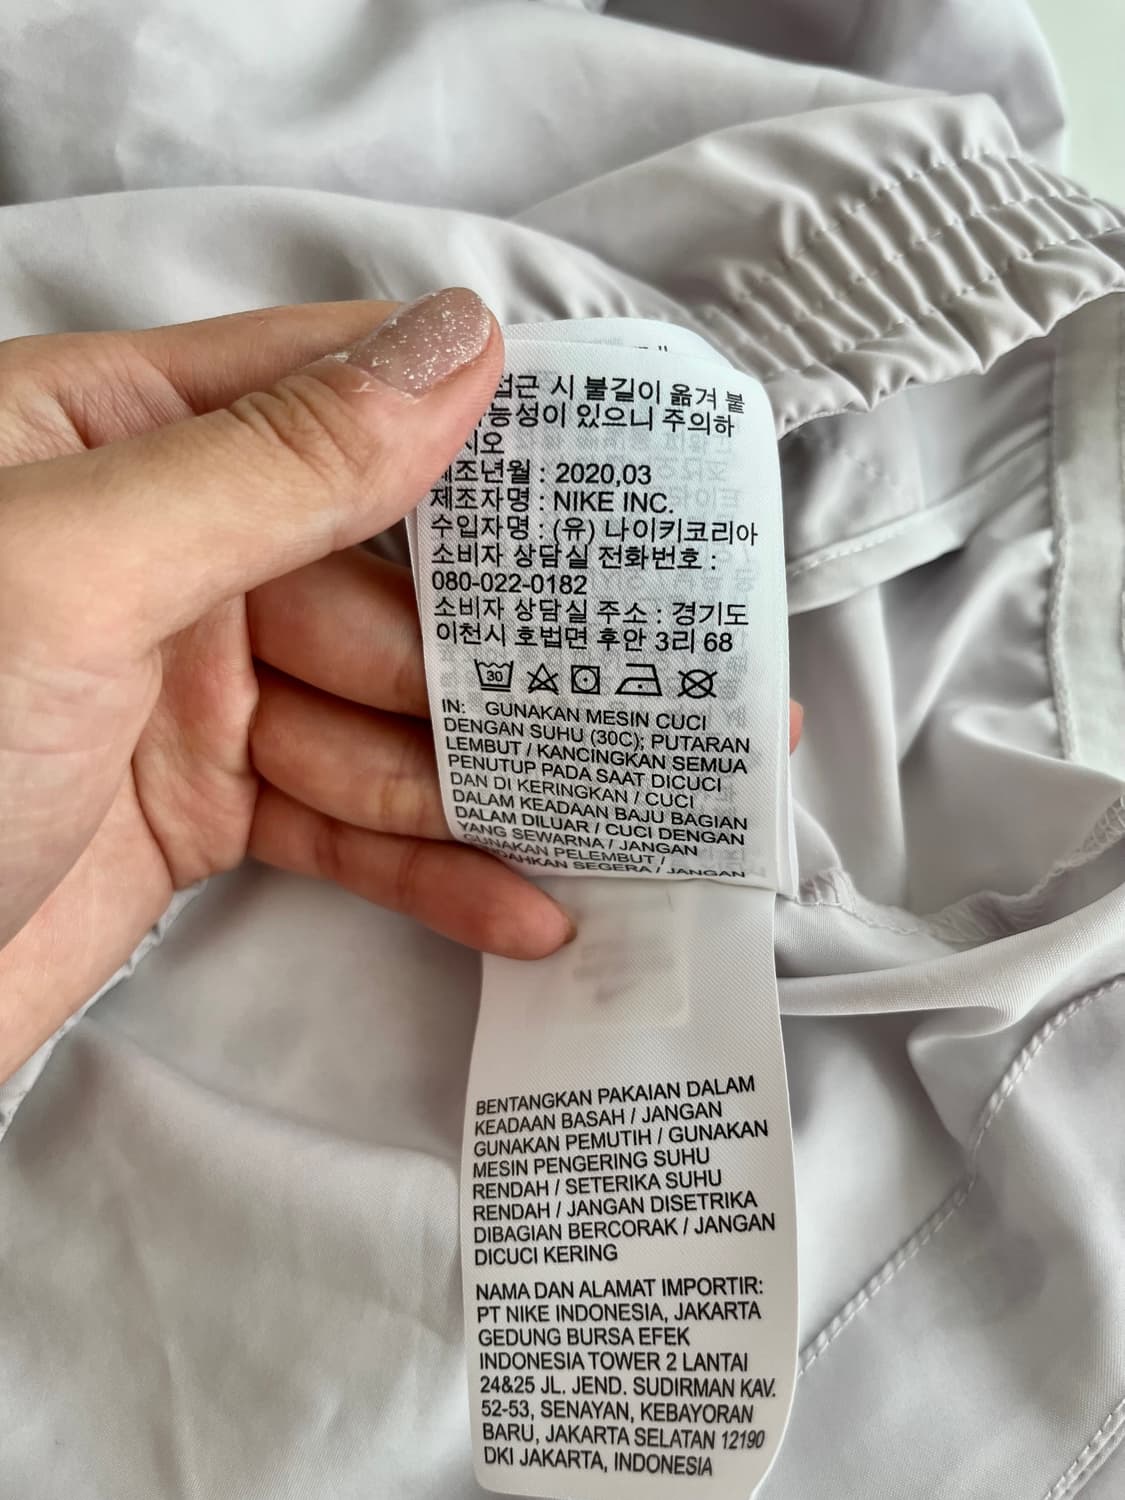 접근 시 불길이 옮겨 붙
능성이 있으니 주의하
시오
제조년월 : 2020,03
제조자명 : NIKE INC.
수입자명 : (유) 나이키코리아
소비자 상담실 전화번호 :
080-022-0182
소비자 상담실 주소 : 경기도
이천시 호법면 후안 3리 68
30
IN: GUNAKAN MESIN CUCI
DENGAN SUHU (30C); PUTARAN
LEMBUT / KANCINGKAN SEMUA
PENUTUP PADA SAAT DICUCI
DAN DI KERINGKAN / CUCI
DALAM KEADAAN BAJU BAGIAN
DALAM DILUAR / CUCI DENGAN
YANG SEWARNA / JANGAN
GUNAKAN PELEMBUT /
SEGERA / JANGAN
BENTANGKAN PAKAIAN DALAM
KEADAAN BASAH / JANGAN
GUNAKAN PEMUTIH / GUNAKAN
MESIN PENGERING SUHU
RENDAH / SETERIKA SUHU
RENDAH / JANGAN DISETRIKA
DIBAGIAN BERCORAK / JANGAN
DICUCI KERING
NAMA DAN ALAMAT IMPORTIR:
PT NIKE INDONESIA, JAKARTA
GEDUNG BURSA EFEK
INDONESIA TOWER 2 LANTAI
24&25 JL. JEND. SUDIRMAN KAV.
52-53, SENAYAN, KEBAYORAN
BARU, JAKARTA SELATAN 12190
DKI JAKARTA, INDONESIA